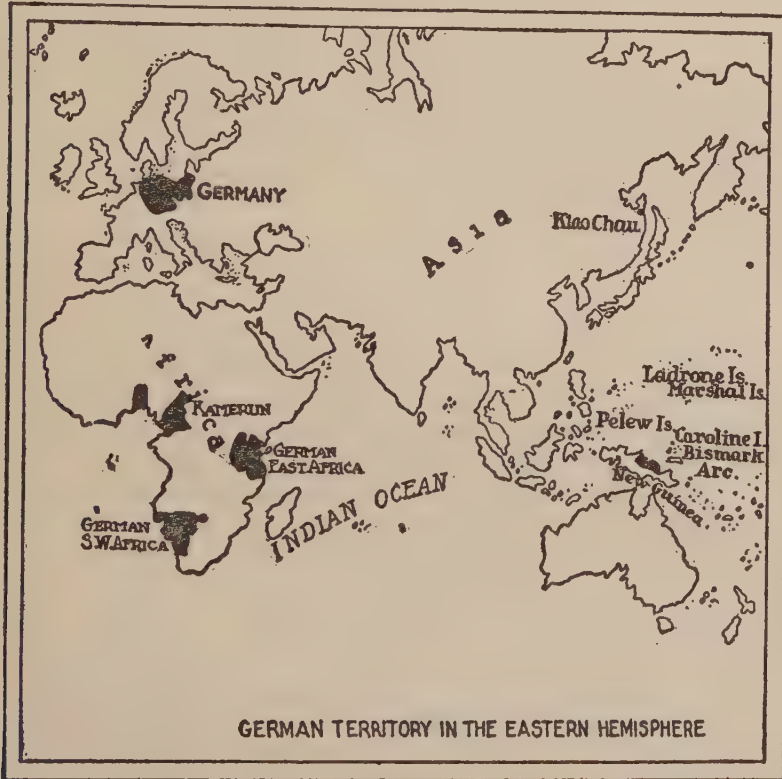 GERMANY
Asia
Kiao Chau
Africa
Ladrone Is.
Marshal Is.
KAMERUN
Pelew Is.
Caroline I.
Bismark
Arc.
New Guinea
GERMAN
EAST AFRICA
INDIAN OCEAN
GERMAN
S.W. AFRICA
GERMAN TERRITORY IN THE EASTERN HEMISPHERE